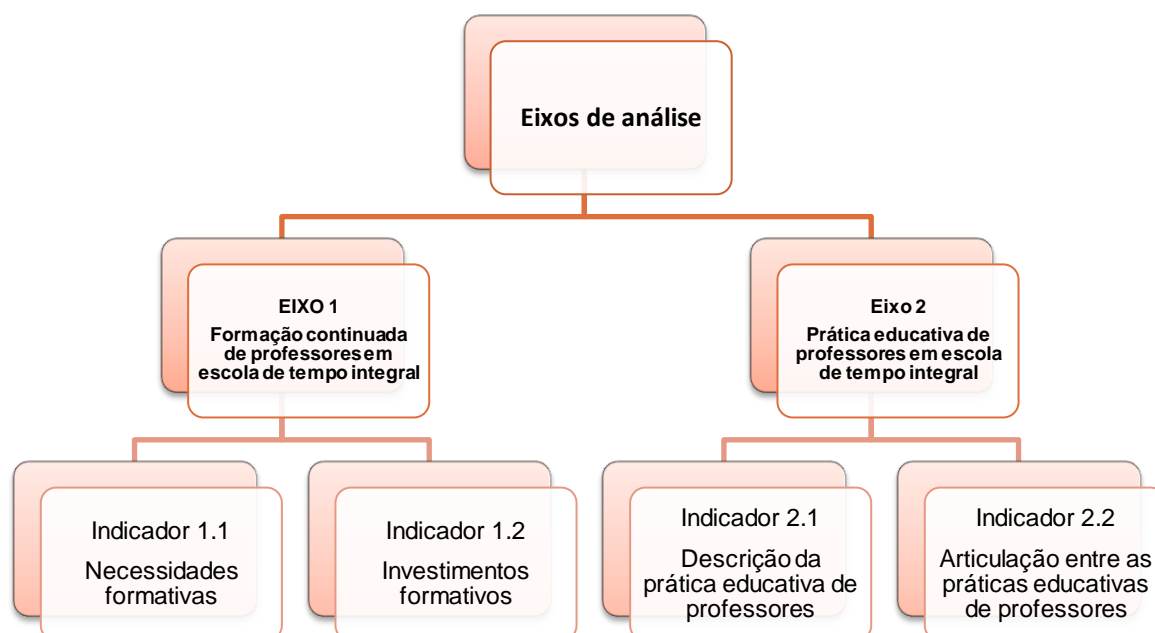 Eixos de análise
EIXO 1
Formação continuada
de professores em
escola de tempo integral
Eixo 2
Prática educativa de
professores em escola
de tempo integral
Indicador 1.1
Necessidades
formativas
Indicador 1.2
Investimentos
formativos
Indicador 2.1
Descrição da
prática educativa de
professores
Indicador 2.2
Articulação entre as
práticas educativas
de professores